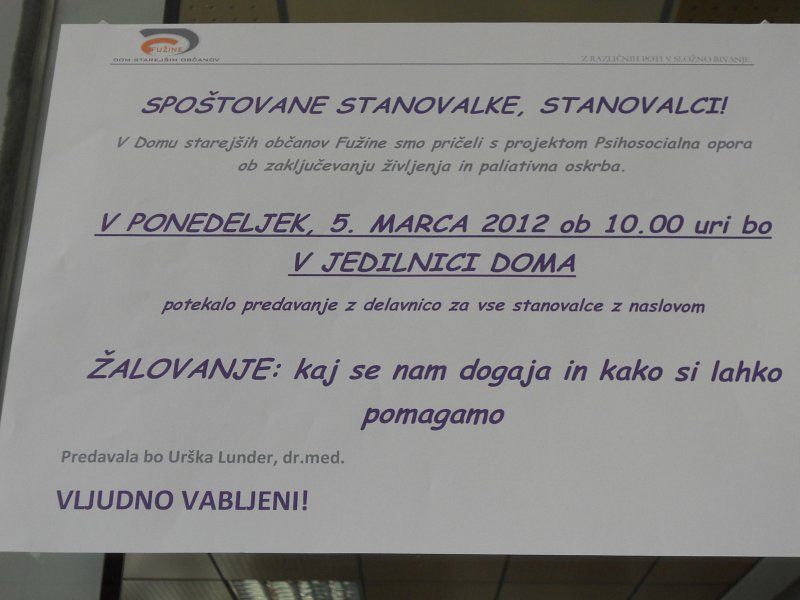 FUŽINE
DOM STAREJŠIH OBČANOV
Z RAZLIČNIH POTI V SLOŽNO BIVANJE
SPOŠTOVANE STANOVALKE, STANOVALCI!
V Domu starejših občanov Fužine smo pričeli s projektom Psihosocialna opora
ob zaključevanju življenja in paliativna oskrba.
V PONEDELJEK, 5. MARCA 2012 ob 10.00 uri bo
V JEDILNICI DOMA
potekalo predavanje z delavnico za vse stanovalce z naslovom
ŽALOVANJE: kaj se nam dogaja in kako si lahko
pomagamo
Predavala bo Urška Lunder, dr.med.
VLJUDNO VABLJENI!